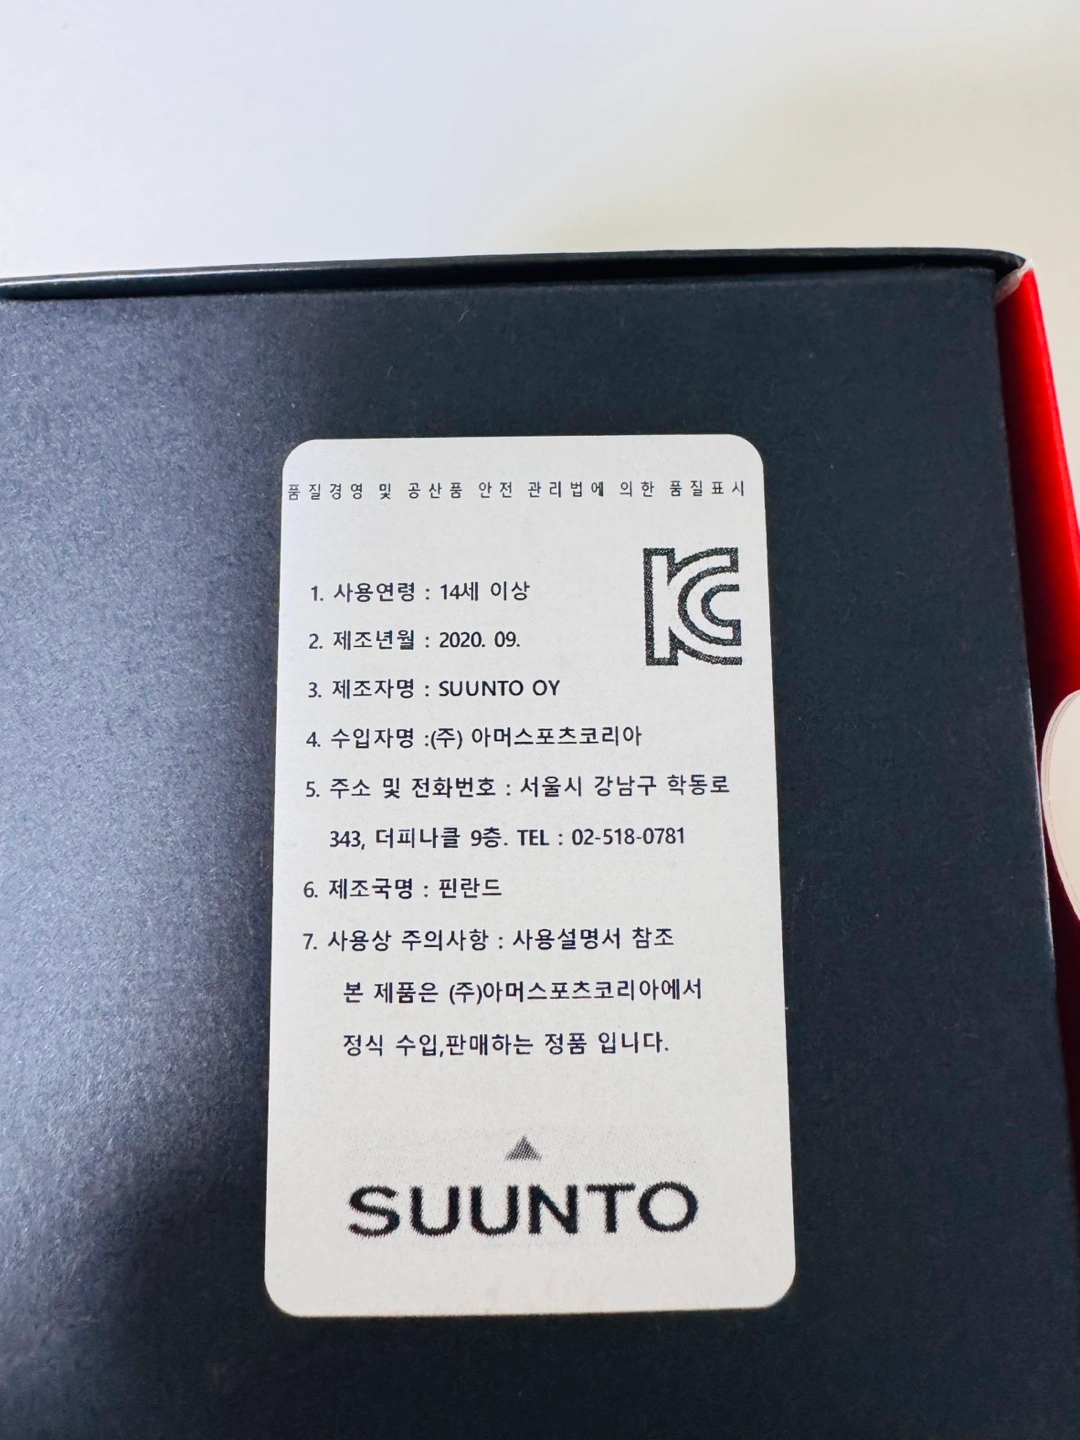 품질경영 및 공산품 안전 관리법에 의한 품질표시
KC
1. 사용연령 : 14세 이상
2. 제조년월 : 2020. 09.
3. 제조자명 : SUUNTO OY
4. 수입자명 :(주) 아머스포츠코리아
5. 주소 및 전화번호 : 서울시 강남구 학동로
343, 더피나클 9층. TEL : 02-518-0781
6. 제조국명 : 핀란드
7. 사용상 주의사항 : 사용설명서 참조
본 제품은 (주)아머스포츠코리아에서
정식 수입,판매하는 정품 입니다.
SUUNTO